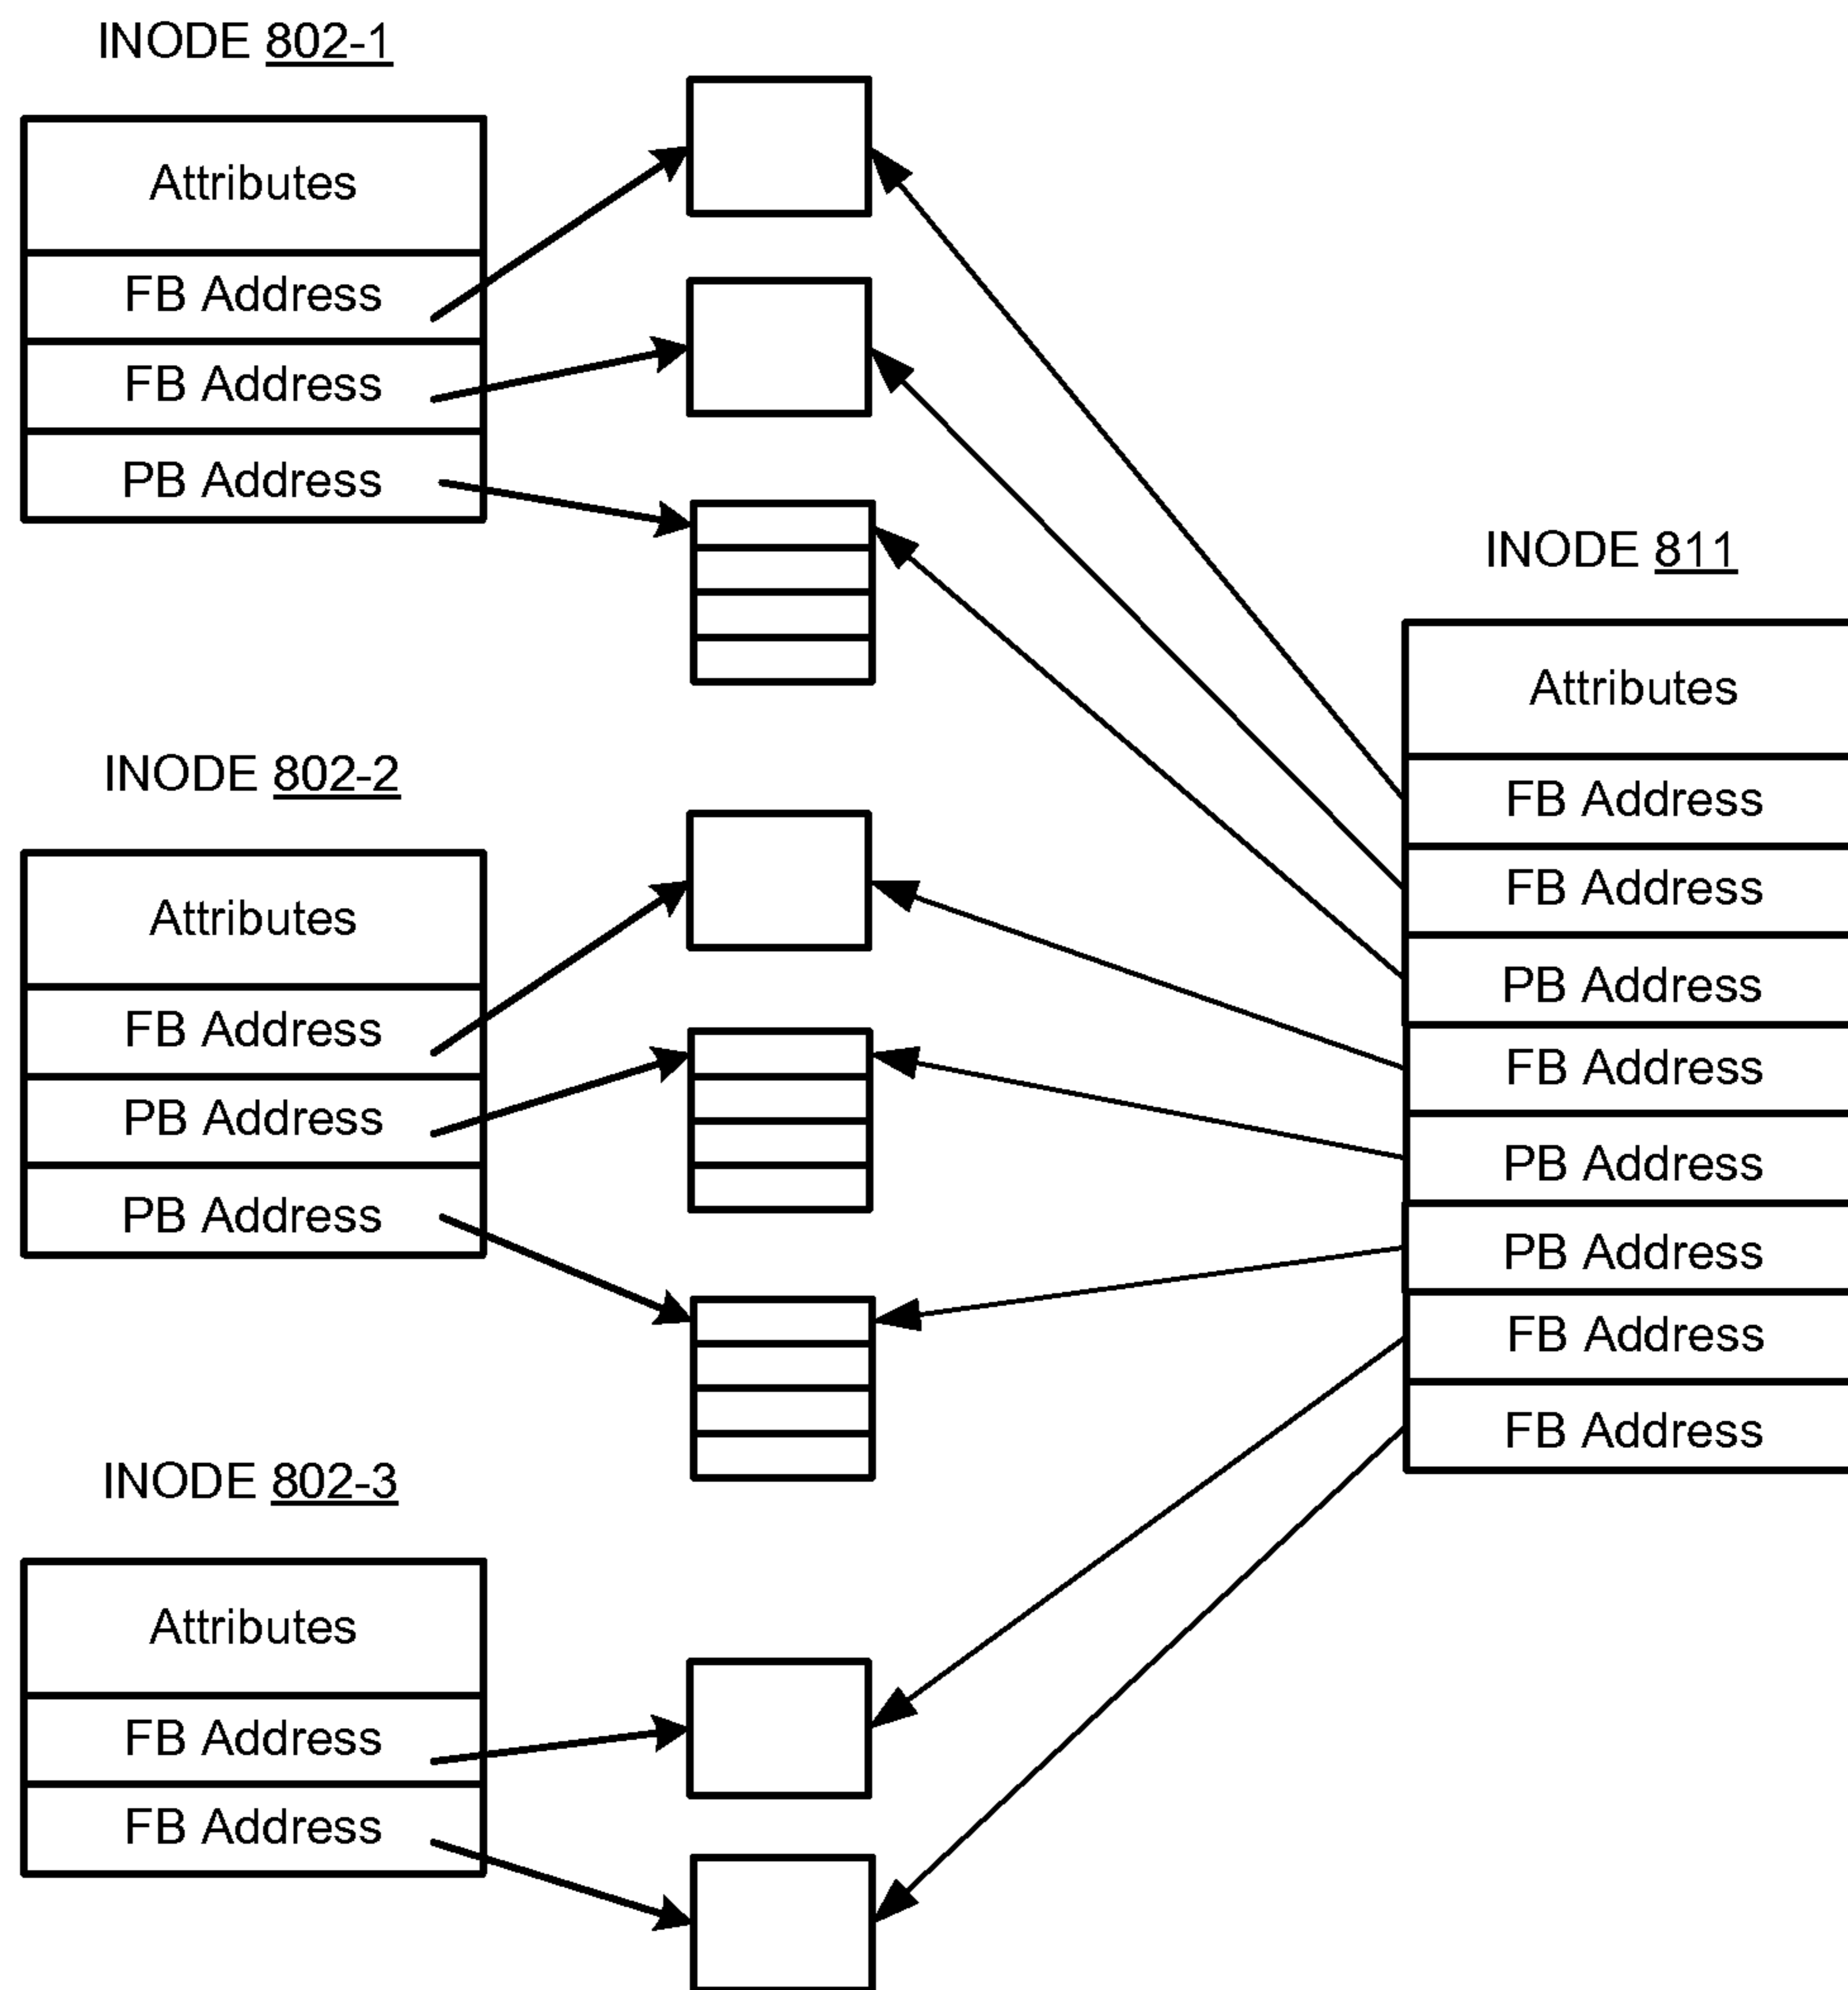 INODE 802-1
Attributes
FB Address
FB Address
PB Address
INODE 802-2
Attributes
FB Address
PB Address
PB Address
INODE 802-3
Attributes
FB Address
FB Address
INODE 811
Attributes
FB Address
FB Address
PB Address
FB Address
PB Address
PB Address
FB Address
FB Address